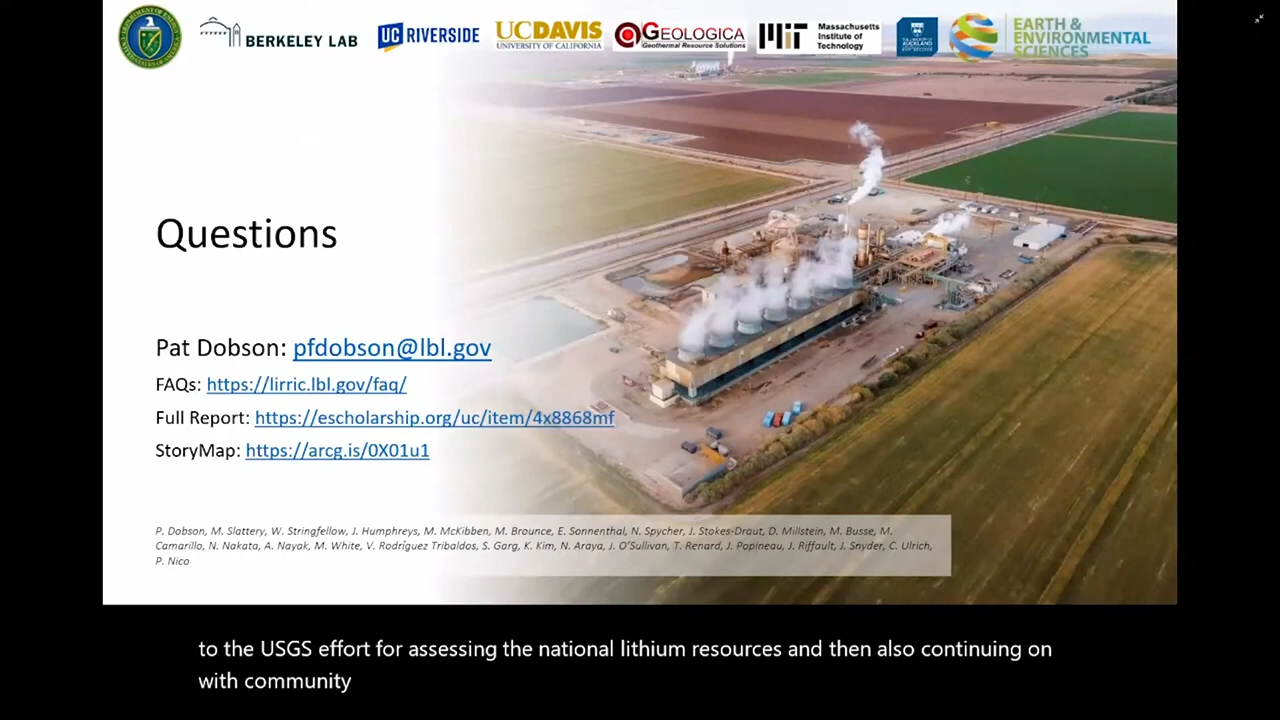 BERKELEY LAB
UC RIVERSIDE
UCDAVIS
UNIVERSITY OF CALIFORNIA
GEOLOGICA
Geothermal Resource Solutions
MIT
Massachusetts
Institute of
Technology
EARTH &
ENVIRONMENTAL
SCIENCES
Questions
Pat Dobson: pfdobson@lbl.gov
FAQs: https://lirric.lbl.gov/faq/
Full Report: https://escholarship.org/uc/item/4x8868mf
StoryMap: https://arcg.is/0X01u1
P. Dobson, M. Slattery, W. Stringfellow, J. Humphreys, M. McKibben, M. Brounce, E. Sonnenthal, N. Spycher, J. Stokes-Draut, D. Millstein, M. Busse, M.
Camarillo, N. Nakata, A. Nayak, M. White, V. Rodríguez Tribaldos, S. Garg, K. Kim, N. Araya, J. O'Sullivan, T. Renard, J. Popineau, J. Riffault, J. Snyder, C. Ulrich,
P. Nico
to the USGS effort for assessing the national lithium resources and then also continuing on
with community